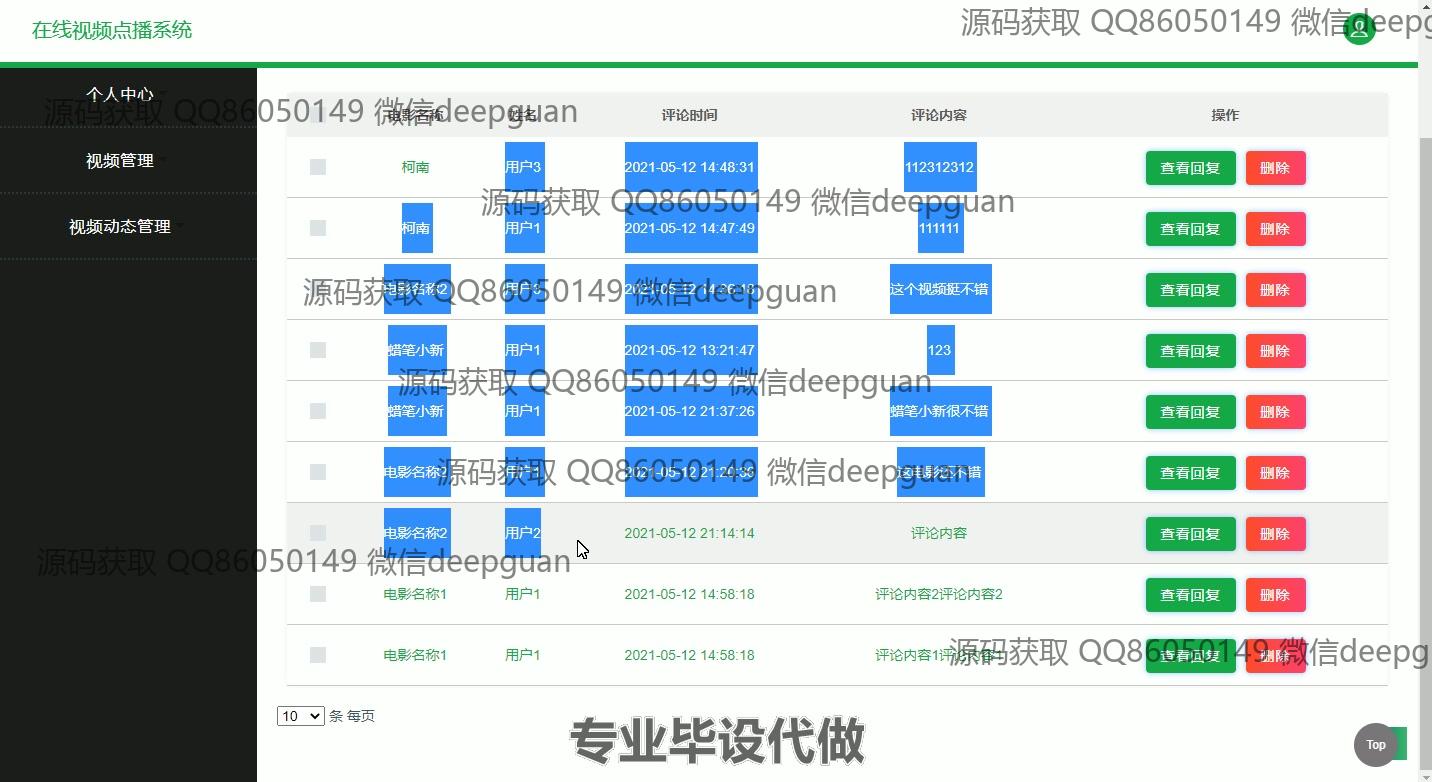 在线视频点播系统
源码获取 QQ86050149 微信deepg
个人中心
源码获取 QQ86050149 微信deepguan
电影名称 姓名 评论时间 评论内容 操作
视频管理
柯南 用户3 2021-05-12 14:48:31 112312312 查看回复 删除
源码获取 QQ86050149 微信deepguan
视频动态管理
柯南 用户1 2021-05-12 14:47:49 111111 查看回复 删除
电影名称2 用户3 2021-05-12 14:36:18 这个视频挺不错 查看回复 删除
源码获取 QQ86050149 微信deepguan
蜡笔小新 用户1 2021-05-12 13:21:47 123 查看回复 删除
源码获取 QQ86050149 微信deepguan
蜡笔小新 用户1 2021-05-12 21:37:26 蜡笔小新很不错 查看回复 删除
电影名称2 用户1 查看回复 删除
源码获取 QQ86050149 微信deepguan
电影名称2 用户2 2021-05-12 21:14:14 评论内容 查看回复 删除
源码获取 QQ86050149 微信deepguan
电影名称1 用户1 2021-05-12 14:58:18 评论内容2评论内容2 查看回复 删除
电影名称1 用户1 2021-05-12 14:58:18 评论内容1评论内容1 查看回复 删除
源码获取 QQ86050149 微信deepg
10 条 每页
专业毕设代做
Top